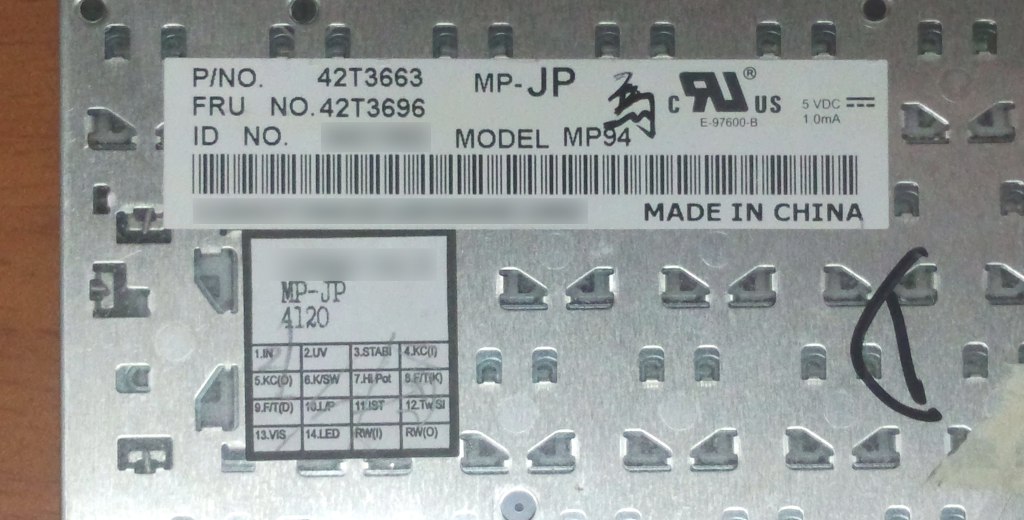 P/NO. 42T3663
FRU NO. 42T3696
ID NO.
MP-JP
MODEL MP94
c RU US ®
E-97600-B
5 VDC
1.0mA
MADE IN CHINA
MP-JP
4120
1.IN 2.UV 3.STABI 4.KC(I)
5.KC(O) 6.K/SW 7.Hi Pot 8.F/T(K)
9.F/T(D) 10.L/P 11.IST 12.Tw Si
13.VIS 14.LED RW(I) RW(O)